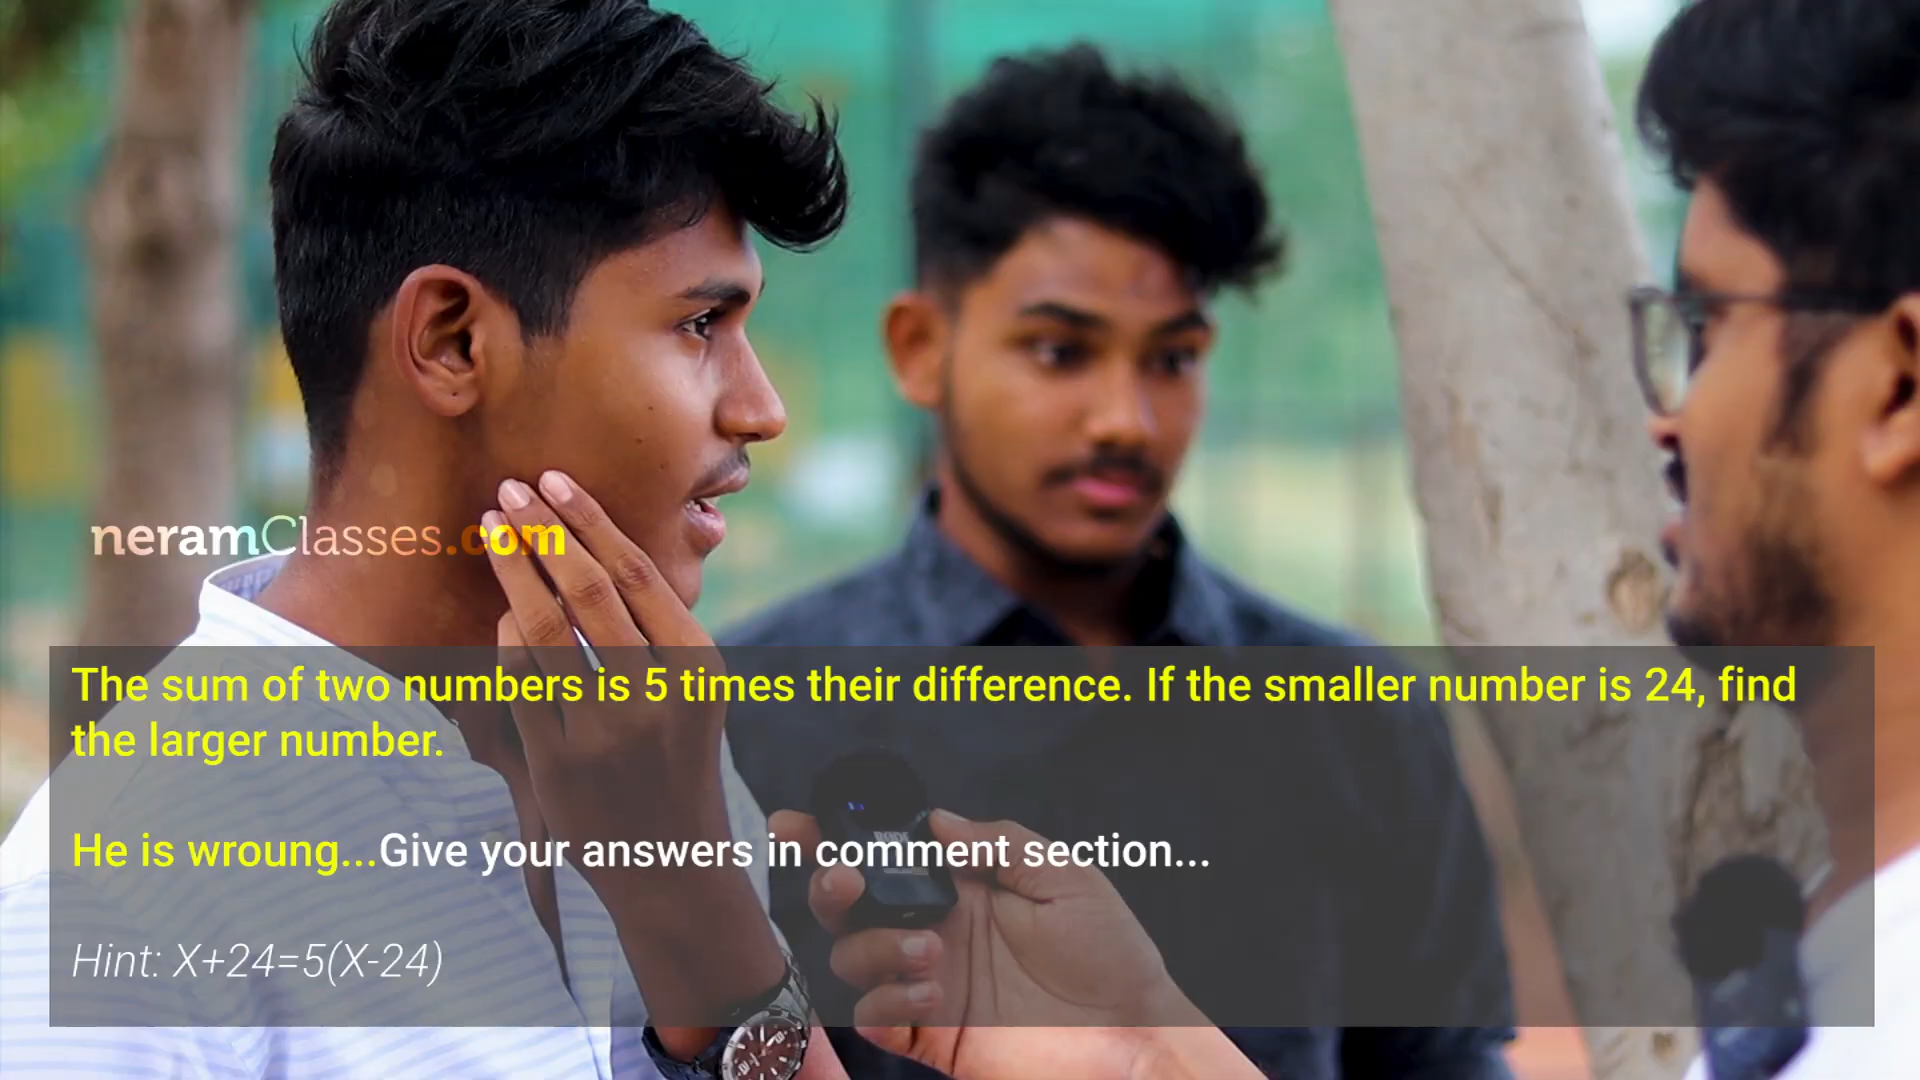 neramClasses.com
The sum of two numbers is 5 times their difference. If the smaller number is 24, find
the larger number.
He is wroung...Give your answers in comment section...
RODE
Hint: X+24=5(X-24)